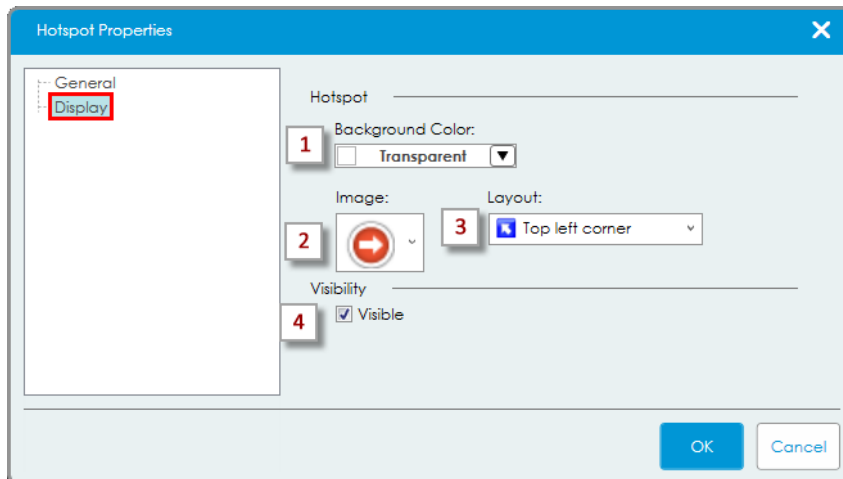 Hotspot Properties
General
Display
Hotspot
1
Background Color:
Transparent
Image:
Layout:
2
3
Top left corner
Visibility
4
Visible
OK
Cancel